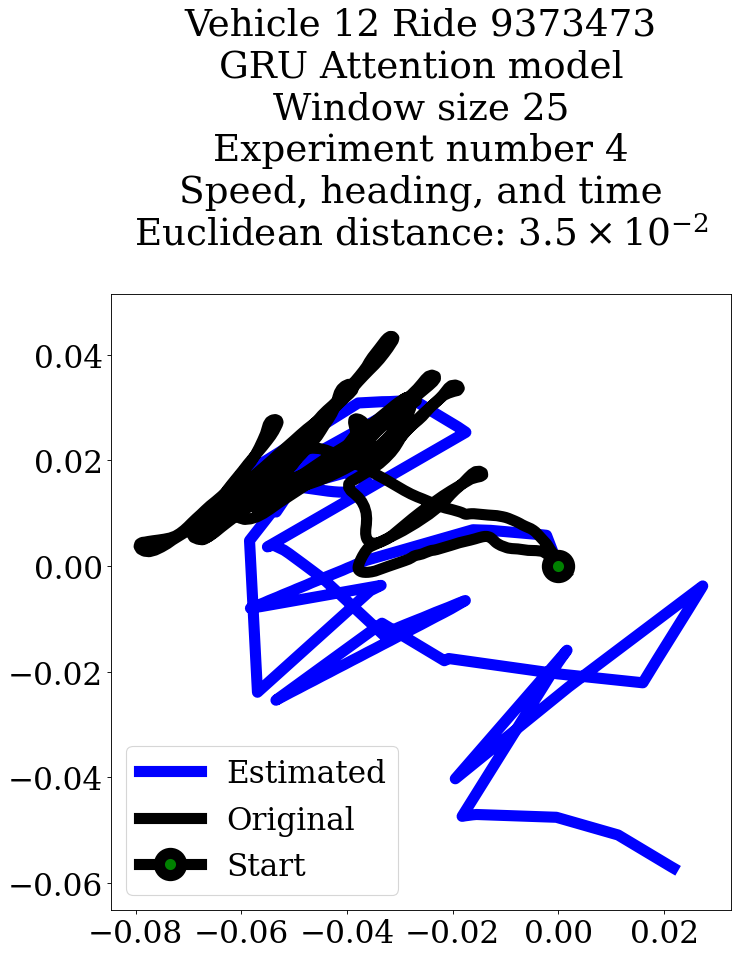 Vehicle 12 Ride 9373473
GRU Attention model
Window size 25
Experiment number 4
Speed, heading, and time
Euclidean distance: 3.5 × 10⁻²
0.04
0.02
0.00
−0.02
−0.04
−0.06
Estimated
Original
Start
−0.08 −0.06 −0.04 −0.02 0.00 0.02